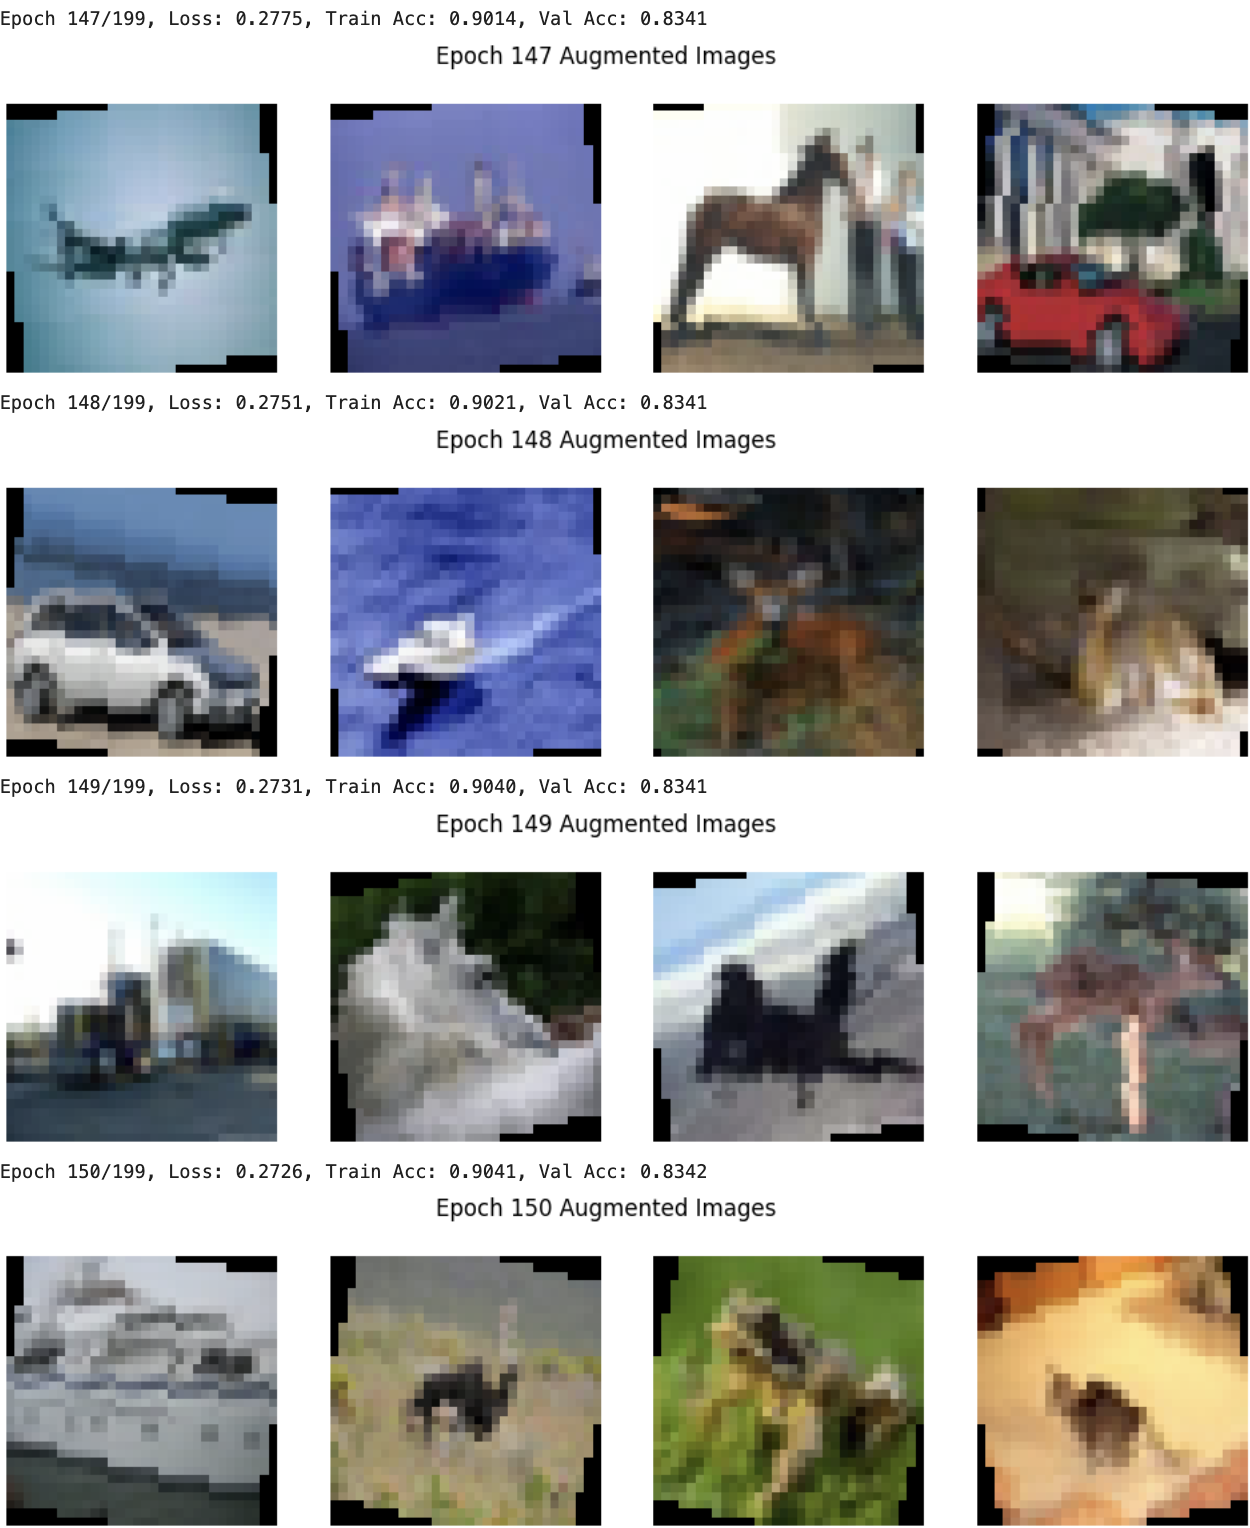 Epoch 147/199, Loss: 0.2775, Train Acc: 0.9014, Val Acc: 0.8341
Epoch 147 Augmented Images
Epoch 148/199, Loss: 0.2751, Train Acc: 0.9021, Val Acc: 0.8341
Epoch 148 Augmented Images
Epoch 149/199, Loss: 0.2731, Train Acc: 0.9040, Val Acc: 0.8341
Epoch 149 Augmented Images
Epoch 150/199, Loss: 0.2726, Train Acc: 0.9041, Val Acc: 0.8342
Epoch 150 Augmented Images